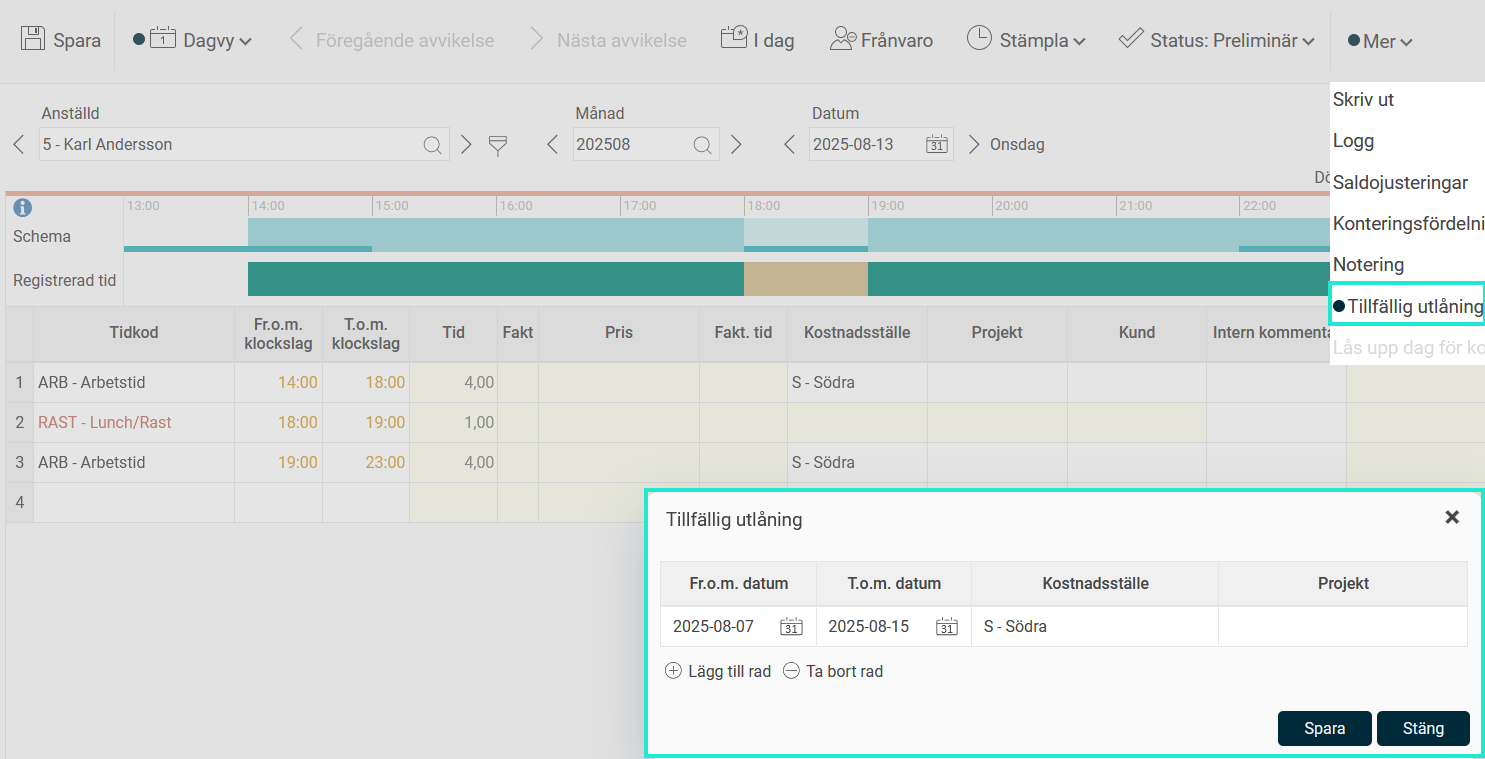 Spara 1 Dagvy Föregående avvikelse Nästa avvikelse I dag Frånvaro Stämpla Status: Preliminär Mer
Anställd Månad Datum
5 - Karl Andersson 202508 2025-08-13 31 Onsdag
Skriv ut
Logg
Saldojusteringar
Konteringsfördelni
Notering
Tillfällig utlåning
Lås upp dag för ko
Dö
13:00 14:00 15:00 16:00 17:00 18:00 19:00 20:00 21:00 22:00
Schema
Registrerad tid
Tidkod Fr.o.m. klockslag T.o.m. klockslag Tid Fakt Pris Fakt. tid Kostnadsställe Projekt Kund Intern kommenta
1 ARB - Arbetstid 14:00 18:00 4,00 S - Södra
2 RAST - Lunch/Rast 18:00 19:00 1,00
3 ARB - Arbetstid 19:00 23:00 4,00 S - Södra
4
Tillfällig utlåning
Fr.o.m. datum T.o.m. datum Kostnadsställe Projekt
2025-08-07 31 2025-08-15 31 S - Södra
Lägg till rad Ta bort rad
Spara Stäng